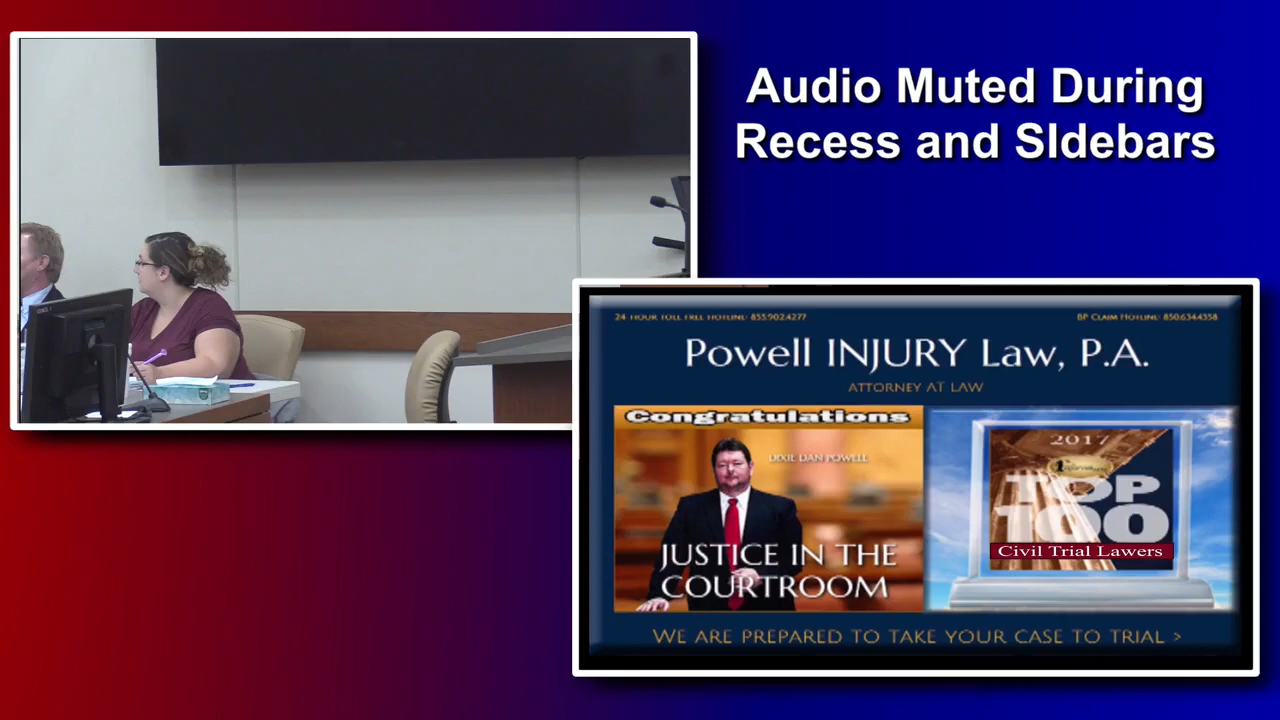 Audio Muted During
Recess and SIdebars
24-HOUR TOLL FREE HOTLINE: 855.902.4277
BP CLAIM HOTLINE: 850.634.4358
Powell INJURY Law, P.A.
ATTORNEY AT LAW
Congratulations
DIXIE DAN POWELL
JUSTICE IN THE
COURTROOM
2017
TOP
100
Civil Trial Lawers
WE ARE PREPARED TO TAKE YOUR CASE TO TRIAL >